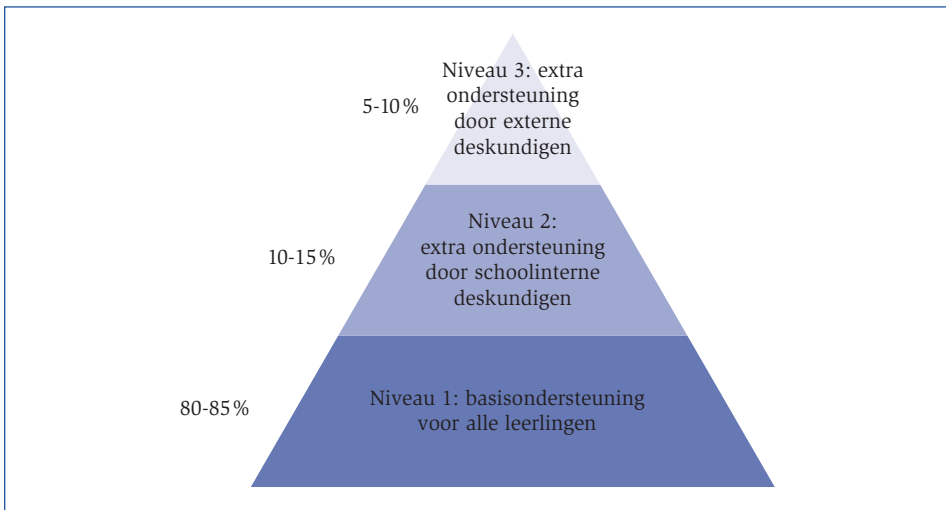 Niveau 3: extra
ondersteuning
door externe
deskundigen
5-10%
Niveau 2:
extra ondersteuning
door schoolinterne
deskundigen
10-15%
Niveau 1: basisondersteuning
voor alle leerlingen
80-85%